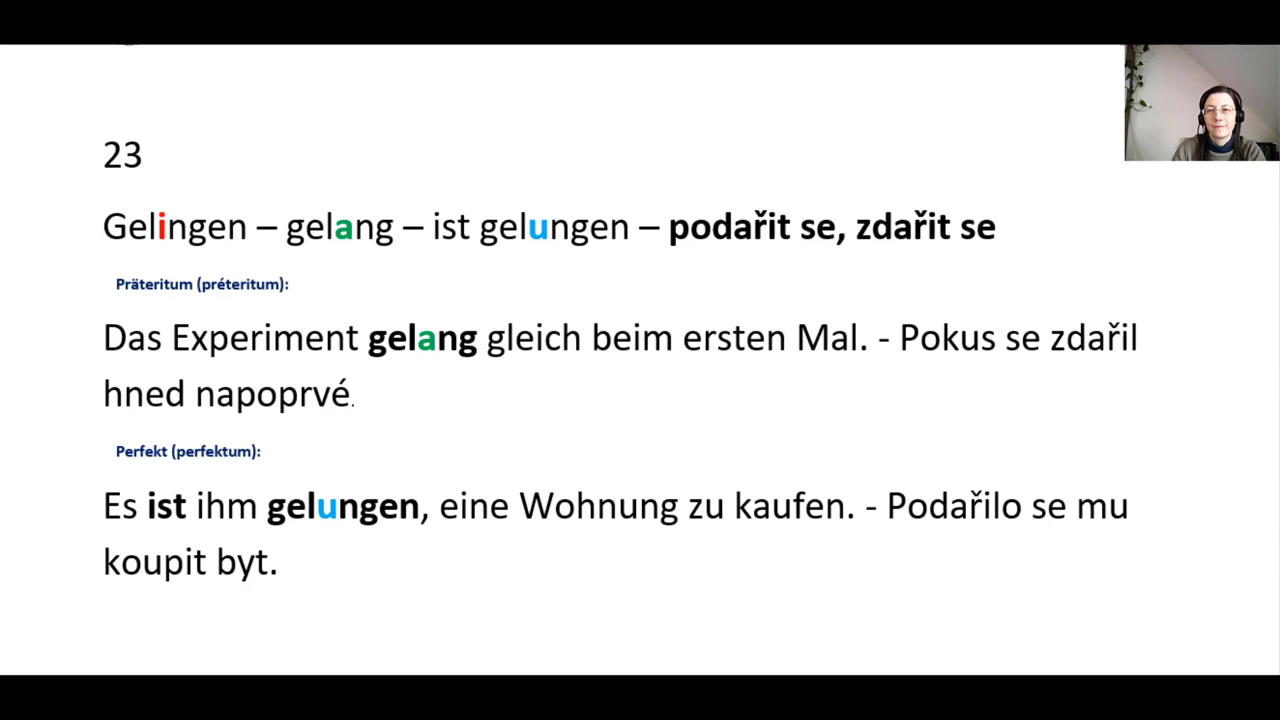 23
Gelingen – gelang – ist gelungen – podařit se, zdařit se
Präteritum (préteritum):
Das Experiment gelang gleich beim ersten Mal. - Pokus se zdařil
hned napoprvé.
Perfekt (perfektum):
Es ist ihm gelungen, eine Wohnung zu kaufen. - Podařilo se mu
koupit byt.